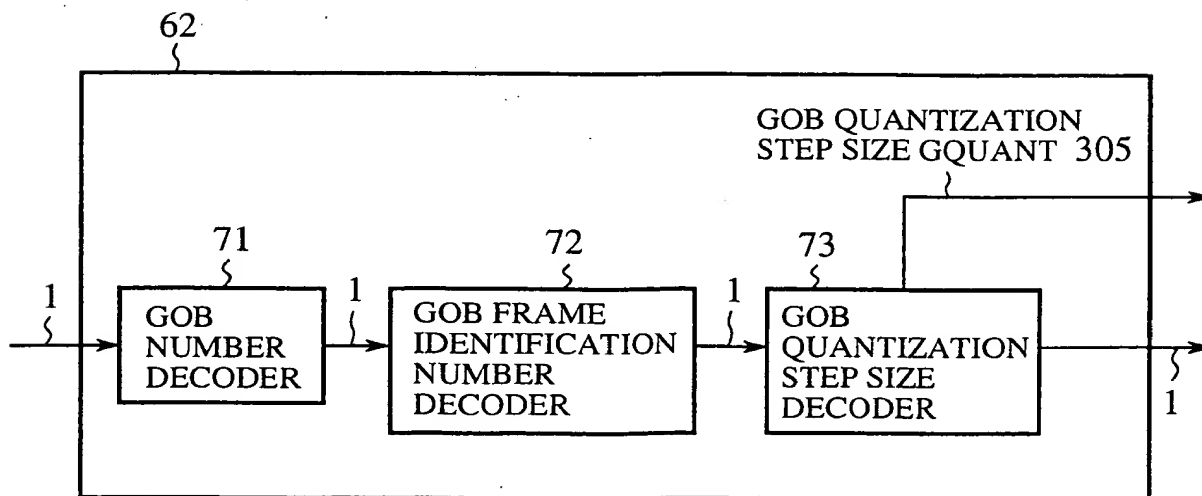 62
GOB QUANTIZATION
STEP SIZE GQUANT 305
71
72
73
1
GOB
NUMBER
DECODER
1
GOB FRAME
IDENTIFICATION
NUMBER
DECODER
1
GOB
QUANTIZATION
STEP SIZE
DECODER
1